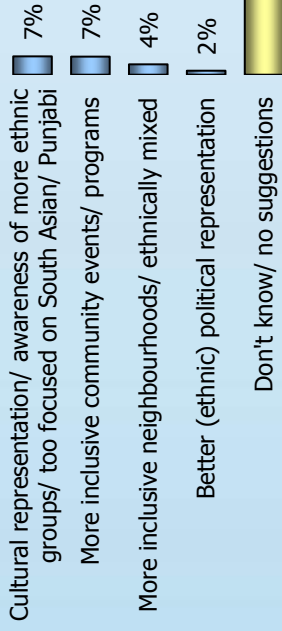 Cultural representation/ awareness of more ethnic
groups/ too focused on South Asian/ Punjabi
7%
More inclusive community events/ programs
7%
More inclusive neighbourhoods/ ethnically mixed
4%
Better (ethnic) political representation
2%
Don't know/ no suggestions